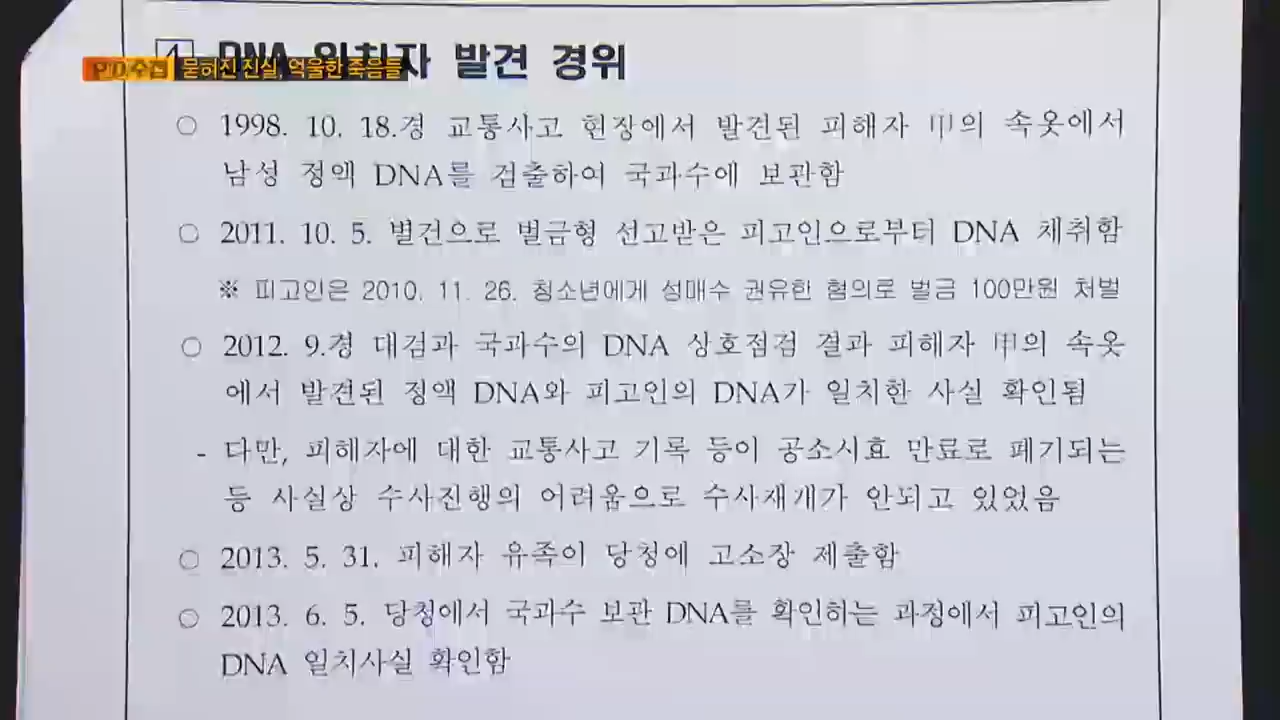 4 DNA 일치자 발견 경위
PD수첩 묻혀진 진실, 억울한 죽음들
○ 1998. 10. 18.경 교통사고 현장에서 발견된 피해자 甲의 속옷에서
남성 정액 DNA를 검출하여 국과수에 보관함
○ 2011. 10. 5. 별건으로 벌금형 선고받은 피고인으로부터 DNA 채취함
※ 피고인은 2010. 11. 26. 청소년에게 성매수 권유한 혐의로 벌금 100만원 처벌
○ 2012. 9.경 대검과 국과수의 DNA 상호점검 결과 피해자 甲의 속옷
에서 발견된 정액 DNA와 피고인의 DNA가 일치한 사실 확인됨
- 다만, 피해자에 대한 교통사고 기록 등이 공소시효 만료로 폐기되는
등 사실상 수사진행의 어려움으로 수사재개가 안되고 있었음
○ 2013. 5. 31. 피해자 유족이 당청에 고소장 제출함
○ 2013. 6. 5. 당청에서 국과수 보관 DNA를 확인하는 과정에서 피고인의
DNA 일치사실 확인함